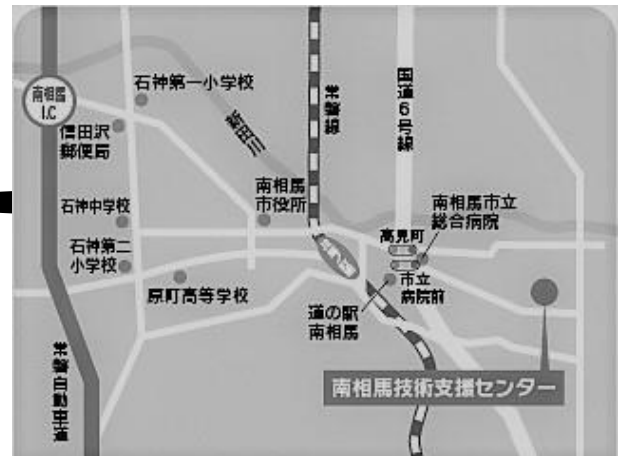 南相馬
I.C
石神第一小学校
信田沢
郵便局
新田川
常磐線
国道6号線
石神中学校
南相馬
市役所
南相馬市立
総合病院
高見町
石神第二
小学校
原町高等学校
市立
病院前
道の駅
南相馬
常磐自動車道
南相馬技術支援センター